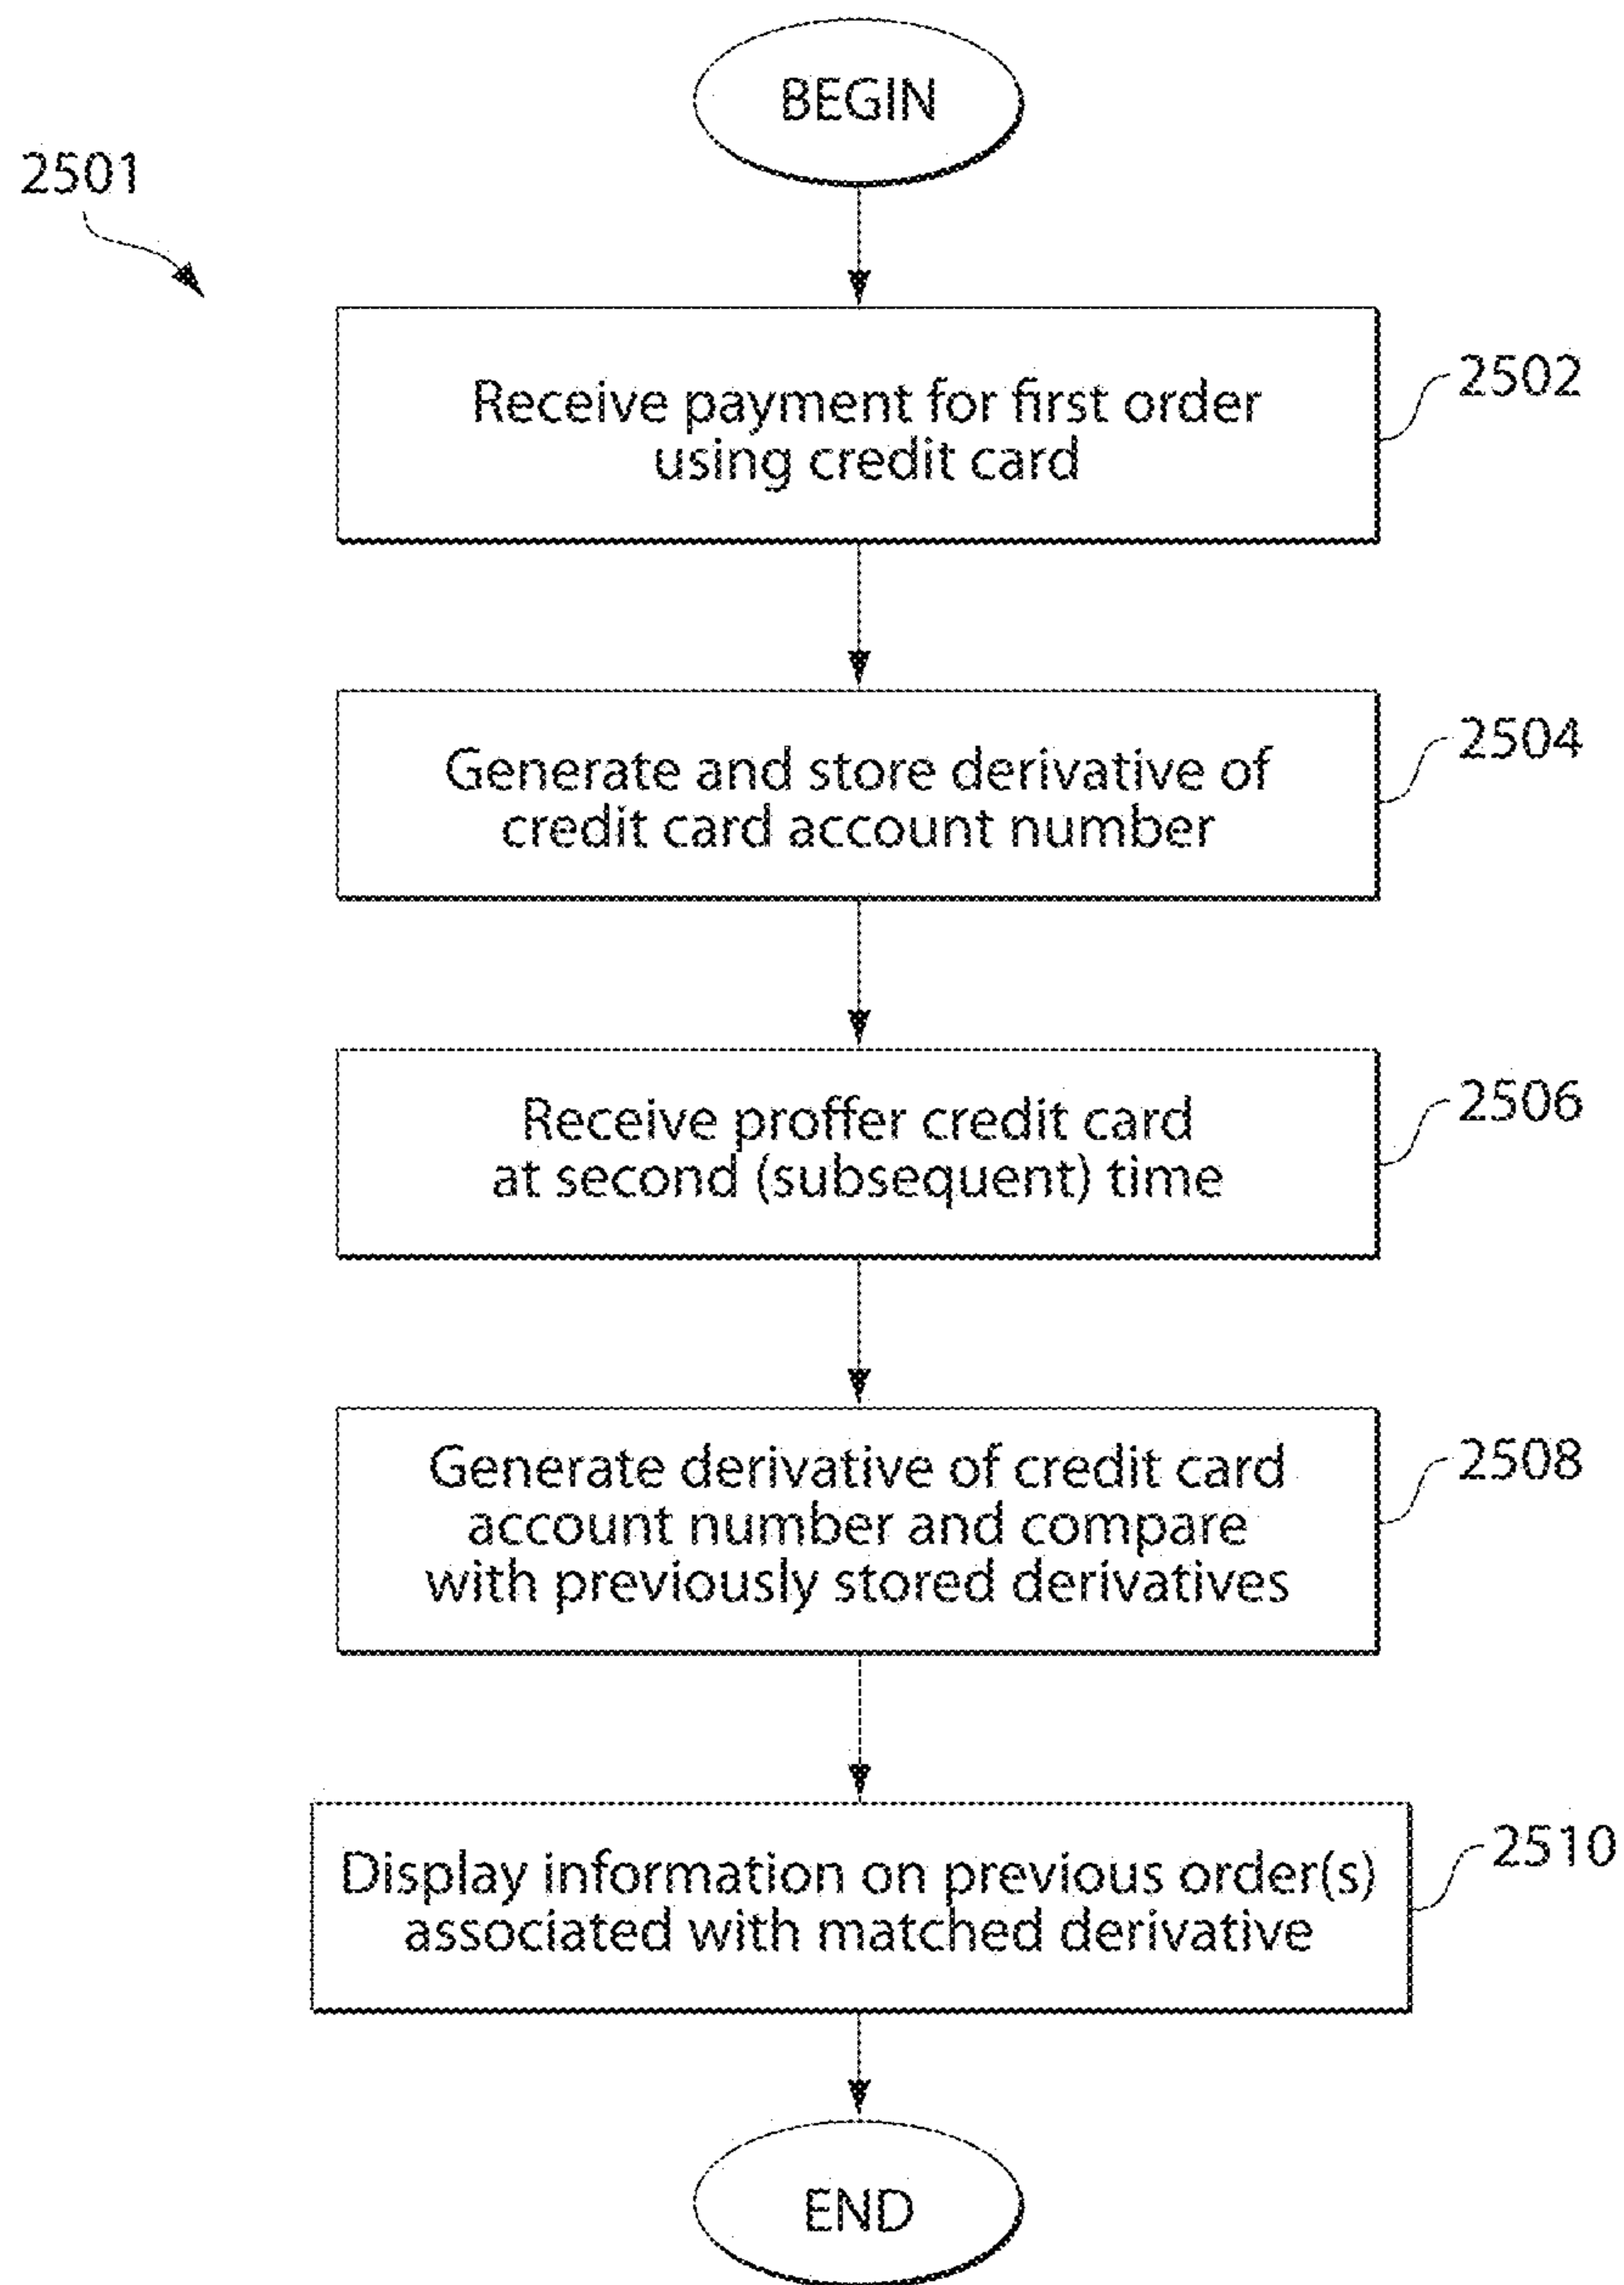 BEGIN
2501
Receive payment for first order
using credit card
2502
Generate and store derivative of
credit card account number
2504
Receive proffer credit card
at second (subsequent) time
2506
Generate derivative of credit card
account number and compare
with previously stored derivatives
2508
Display information on previous order(s)
associated with matched derivative
2510
END